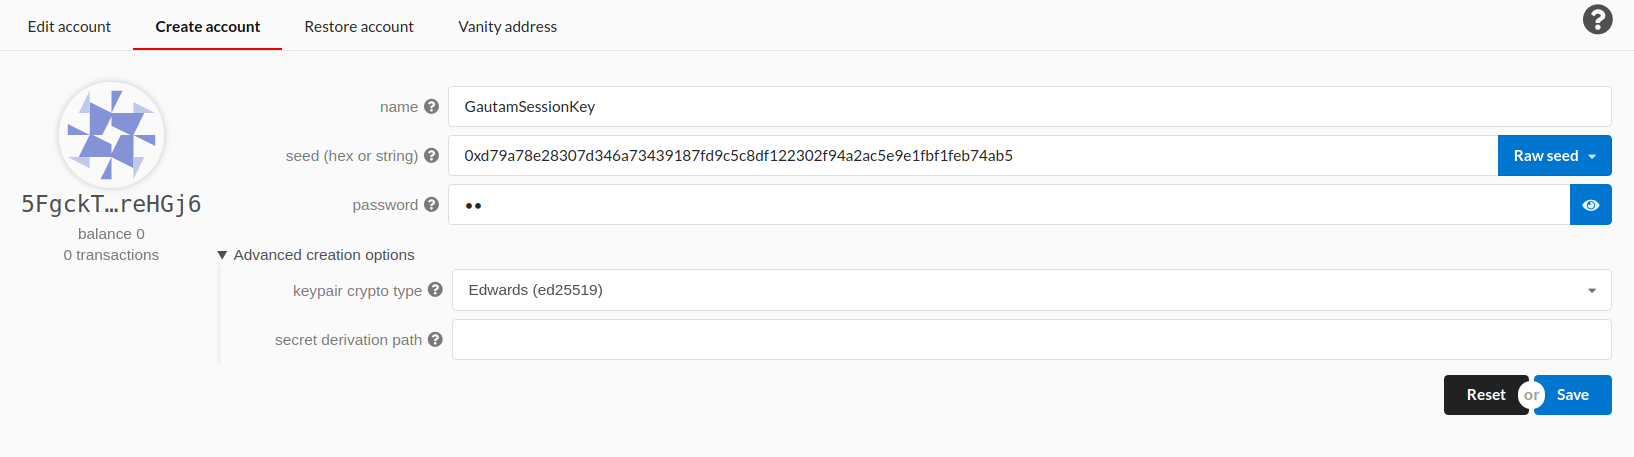 Edit account Create account Restore account Vanity address
name GautamSessionKey
seed (hex or string) 0xd79a78e28307d346a73439187fd9c5c8df122302f94a2ac5e9e1fbf1feb74ab5 Raw seed
password ••
5FgckT…reHGj6
balance 0
0 transactions
Advanced creation options
keypair crypto type Edwards (ed25519)
secret derivation path
Reset or Save